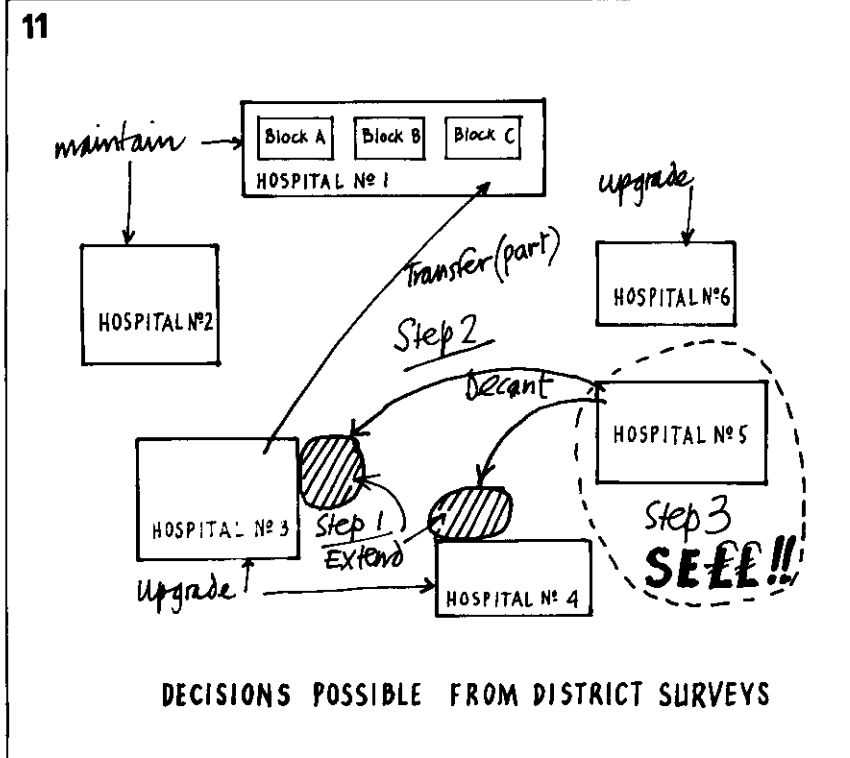 11
maintain
Block A Block B Block C
HOSPITAL Nº 1
upgrade
HOSPITAL Nº2
Transfer (part)
HOSPITAL Nº6
Step 2
Decant
HOSPITAL Nº 5
HOSPITAL Nº 3
Step 1
Extend
Step 3
SE££!!
Upgrade
HOSPITAL Nº 4
DECISIONS POSSIBLE FROM DISTRICT SURVEYS